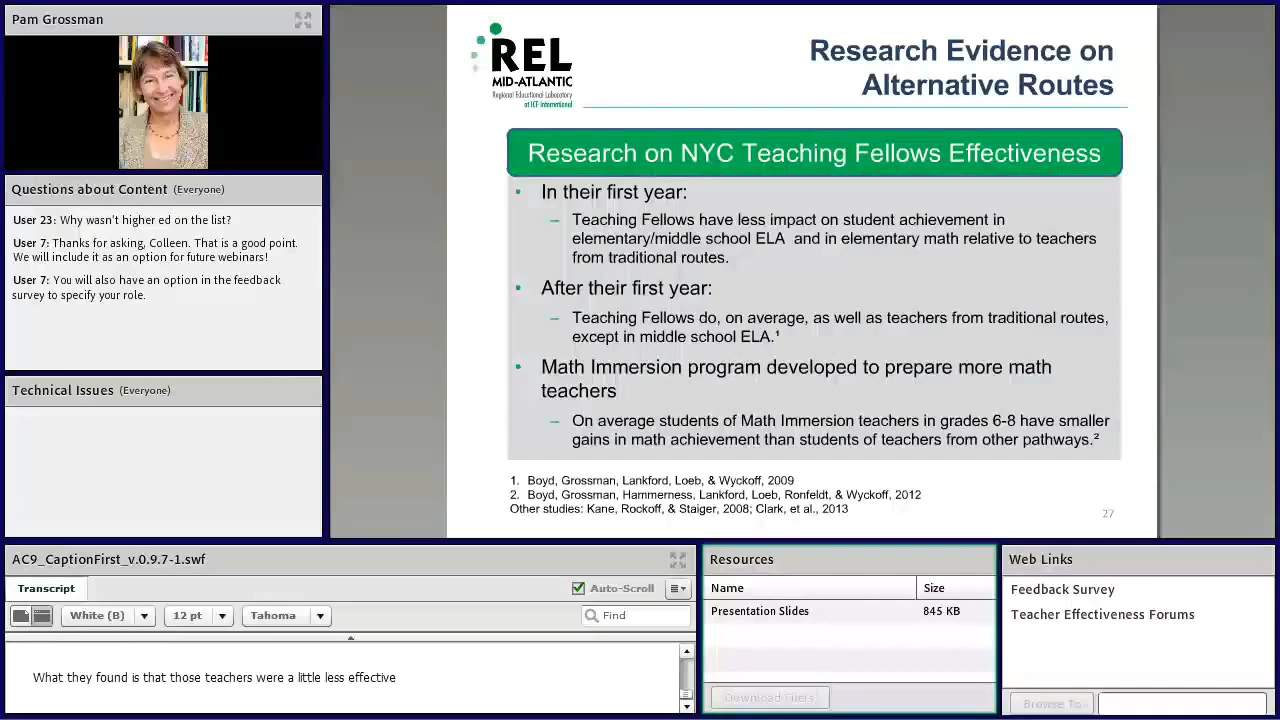 Pam Grossman
Questions about Content (Everyone)
User 23: Why wasn't higher ed on the list?
User 7: Thanks for asking, Colleen. That is a good point.
We will include it as an option for future webinars!
User 7: You will also have an option in the feedback
survey to specify your role.
Technical Issues (Everyone)
REL
MID-ATLANTIC
Regional Educational Laboratory
at ICF International
Research Evidence on
Alternative Routes
Research on NYC Teaching Fellows Effectiveness
• In their first year:
– Teaching Fellows have less impact on student achievement in
elementary/middle school ELA and in elementary math relative to teachers
from traditional routes.
• After their first year:
– Teaching Fellows do, on average, as well as teachers from traditional routes,
except in middle school ELA.¹
• Math Immersion program developed to prepare more math
teachers
– On average students of Math Immersion teachers in grades 6-8 have smaller
gains in math achievement than students of teachers from other pathways.²
1. Boyd, Grossman, Lankford, Loeb, & Wyckoff, 2009
2. Boyd, Grossman, Hammerness, Lankford, Loeb, Ronfeldt, & Wyckoff, 2012
Other studies: Kane, Rockoff, & Staiger, 2008; Clark, et al., 2013
27
AC9_CaptionFirst_v.0.9.7-1.swf
Transcript
Auto-Scroll
White (B)
12 pt
Tahoma
Find
What they found is that those teachers were a little less effective
Resources
Name Size
Presentation Slides 845 KB
Download File(s)
Web Links
Feedback Survey
Teacher Effectiveness Forums
Browse To